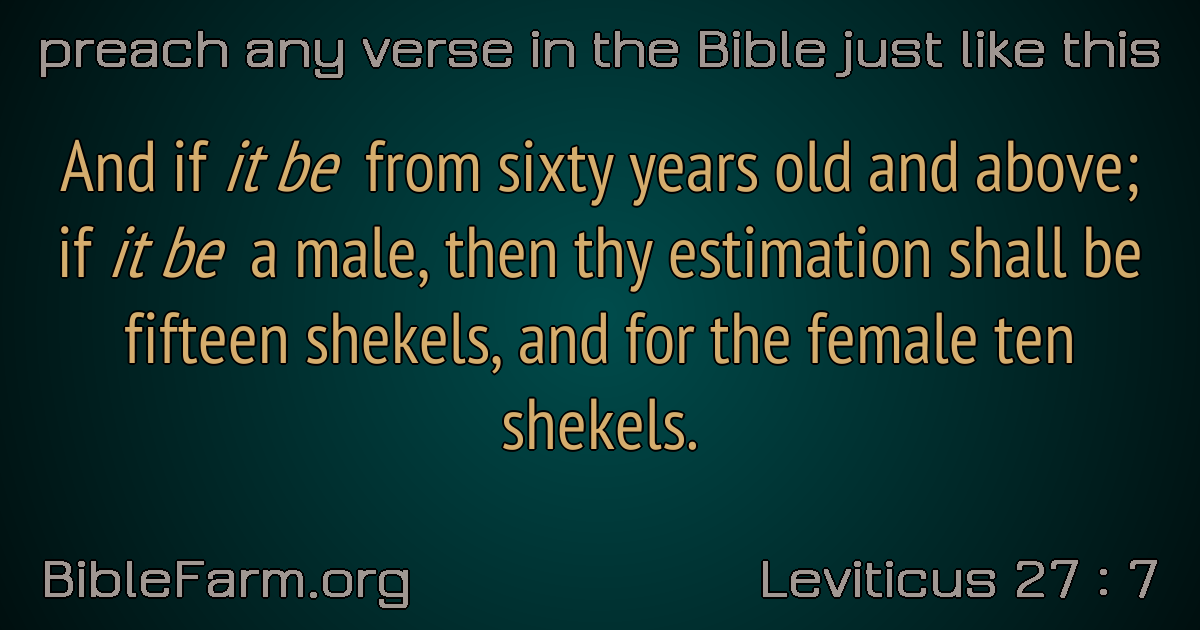 preach any verse in the Bible just like this
And if it be from sixty years old and above;
if it be a male, then thy estimation shall be
fifteen shekels, and for the female ten
shekels.
BibleFarm.org
Leviticus 27 : 7